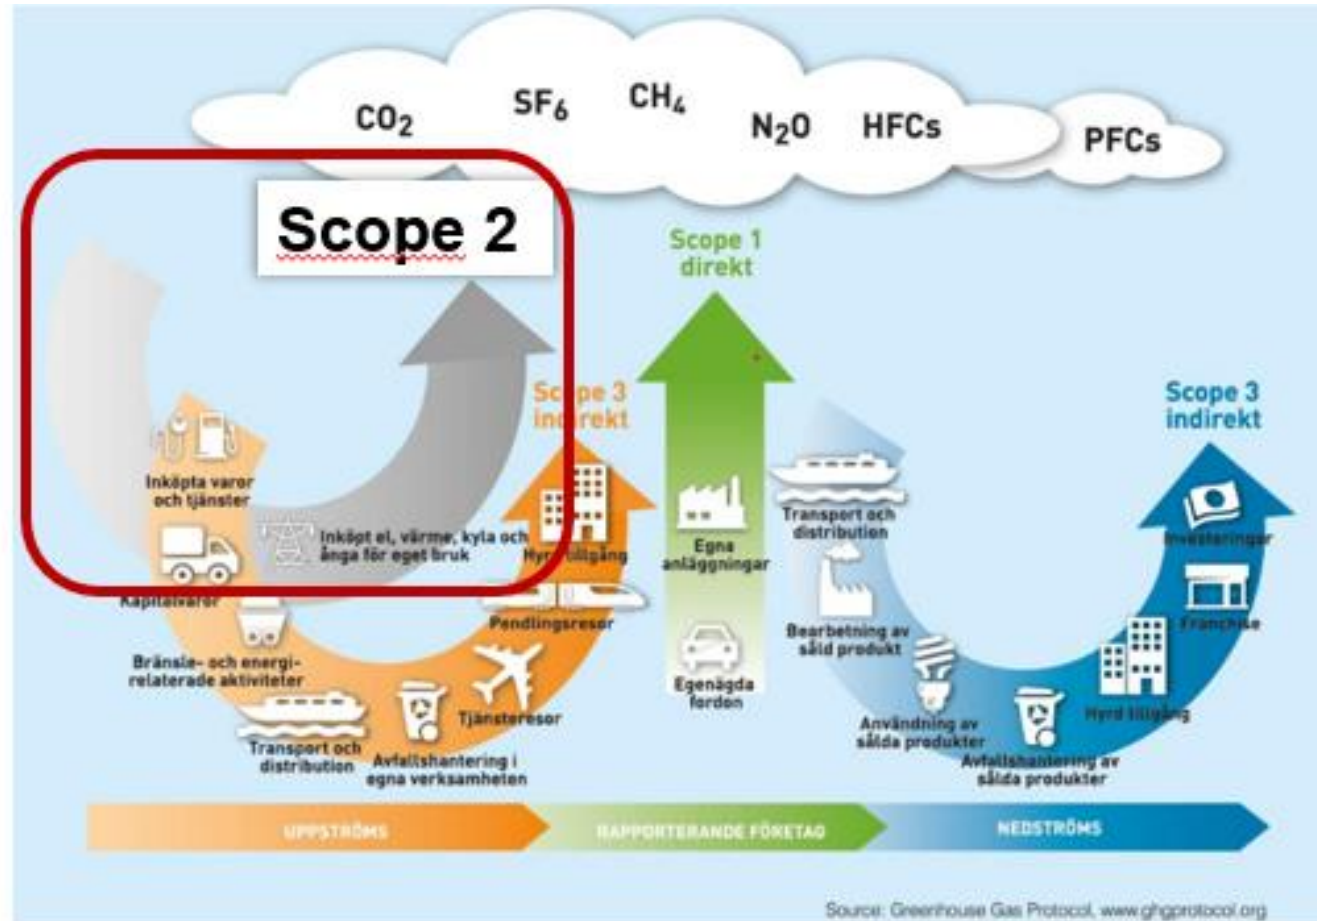 CO₂
SF₆
CH₄
N₂O
HFCs
PFCs
Scope 2
Scope 1
direkt
Scope 3
indirekt
Scope 3
indirekt
Inköpta varor
och tjänster
Inköpt el, värme, kyla och
ånga för eget bruk
Kapitalvaror
Bränsle- och energi-
relaterade aktiviteter
Transport och
distribution
Avfallshantering i
egna verksamheten
Tjänsteresor
Pendlingsresor
Hyrd tillgång
Egna
anläggningar
Egenägda
fordon
Transport och
distribution
Bearbetning av
såld produkt
Användning av
sålda produkter
Avfallshantering av
sålda produkter
Hyrd tillgång
Franchise
Investeringar
UPPSTRÖMS
RAPPORTERANDE FÖRETAG
NEDSTRÖMS
Source: Greenhouse Gas Protocol, www.ghgprotocol.org